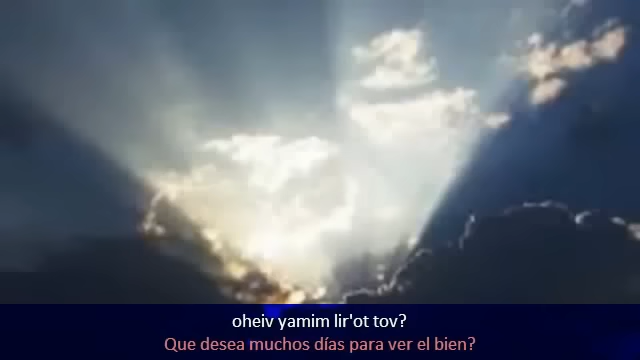 oheiv yamim lir'ot tov?
Que desea muchos días para ver el bien?